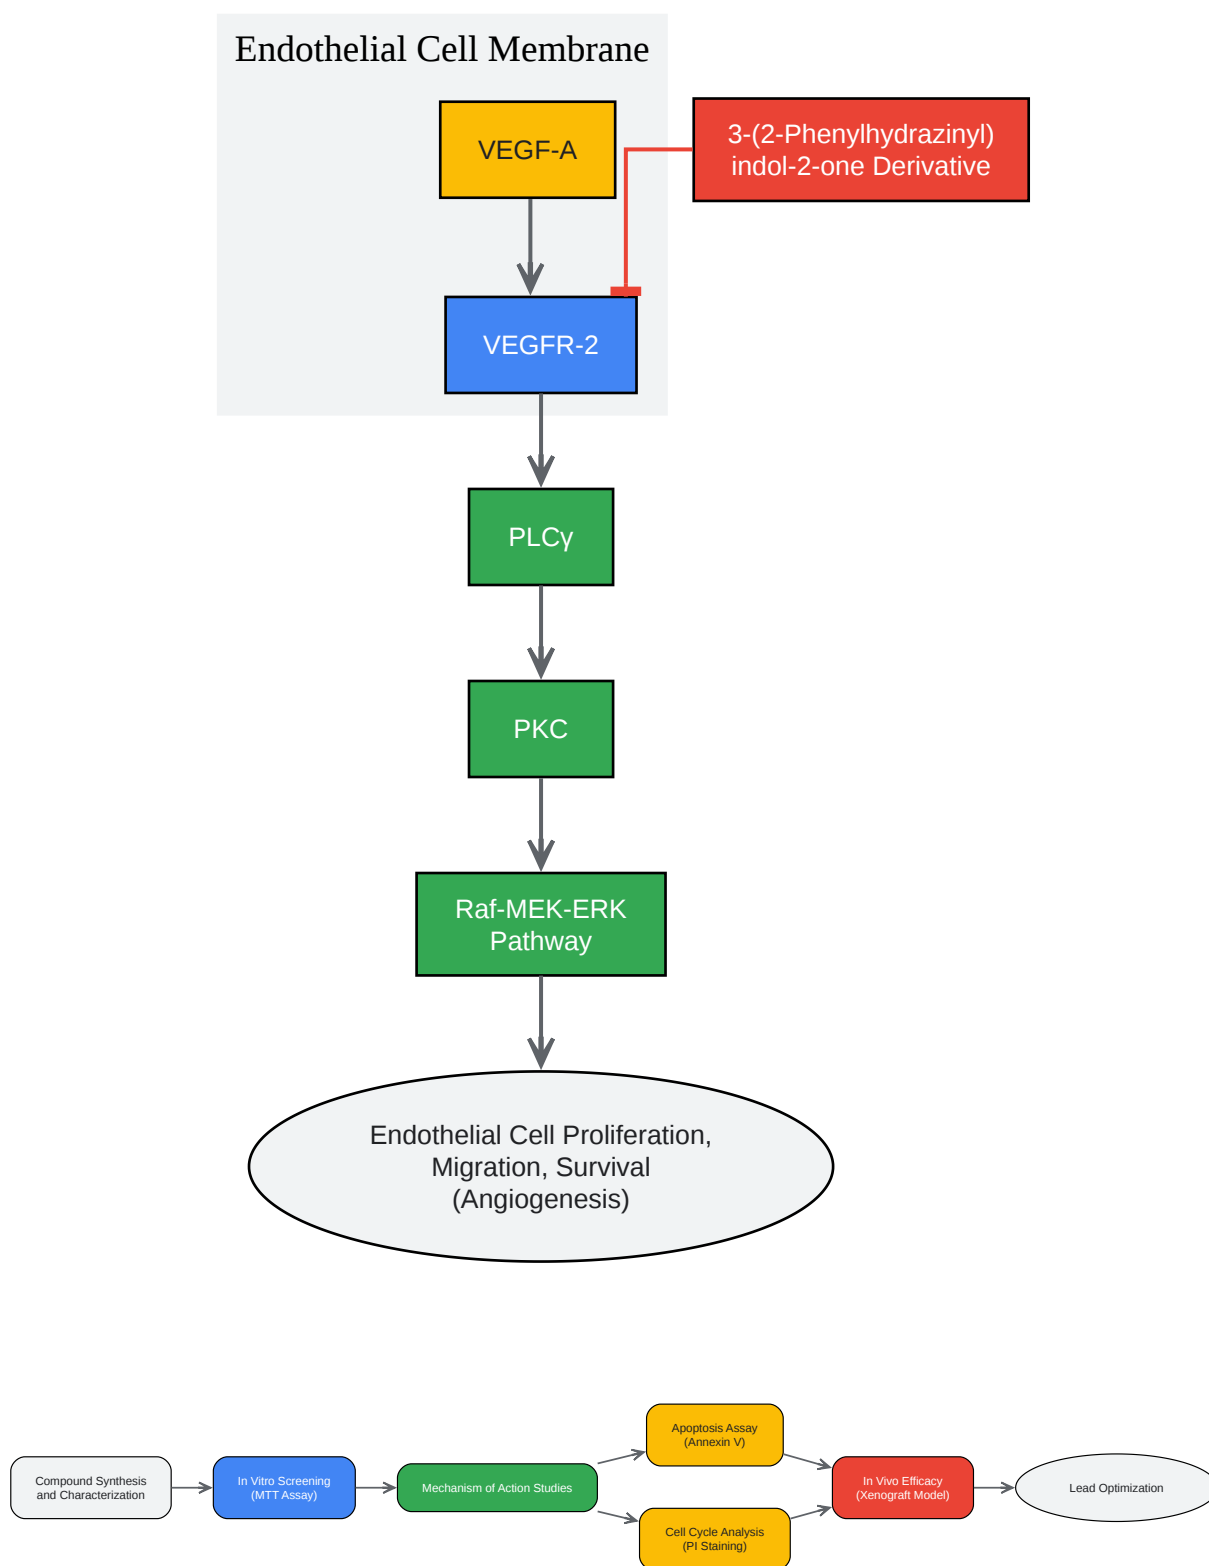 Endothelial Cell Membrane
VEGF-A
3-(2-Phenylhydrazinyl)
indol-2-one Derivative
VEGFR-2
PLCγ
PKC
Raf-MEK-ERK
Pathway
Endothelial Cell Proliferation,
Migration, Survival
(Angiogenesis)
Compound Synthesis
and Characterization
In Vitro Screening
(MTT Assay)
Mechanism of Action Studies
Apoptosis Assay
(Annexin V)
Cell Cycle Analysis
(PI Staining)
In Vivo Efficacy
(Xenograft Model)
Lead Optimization